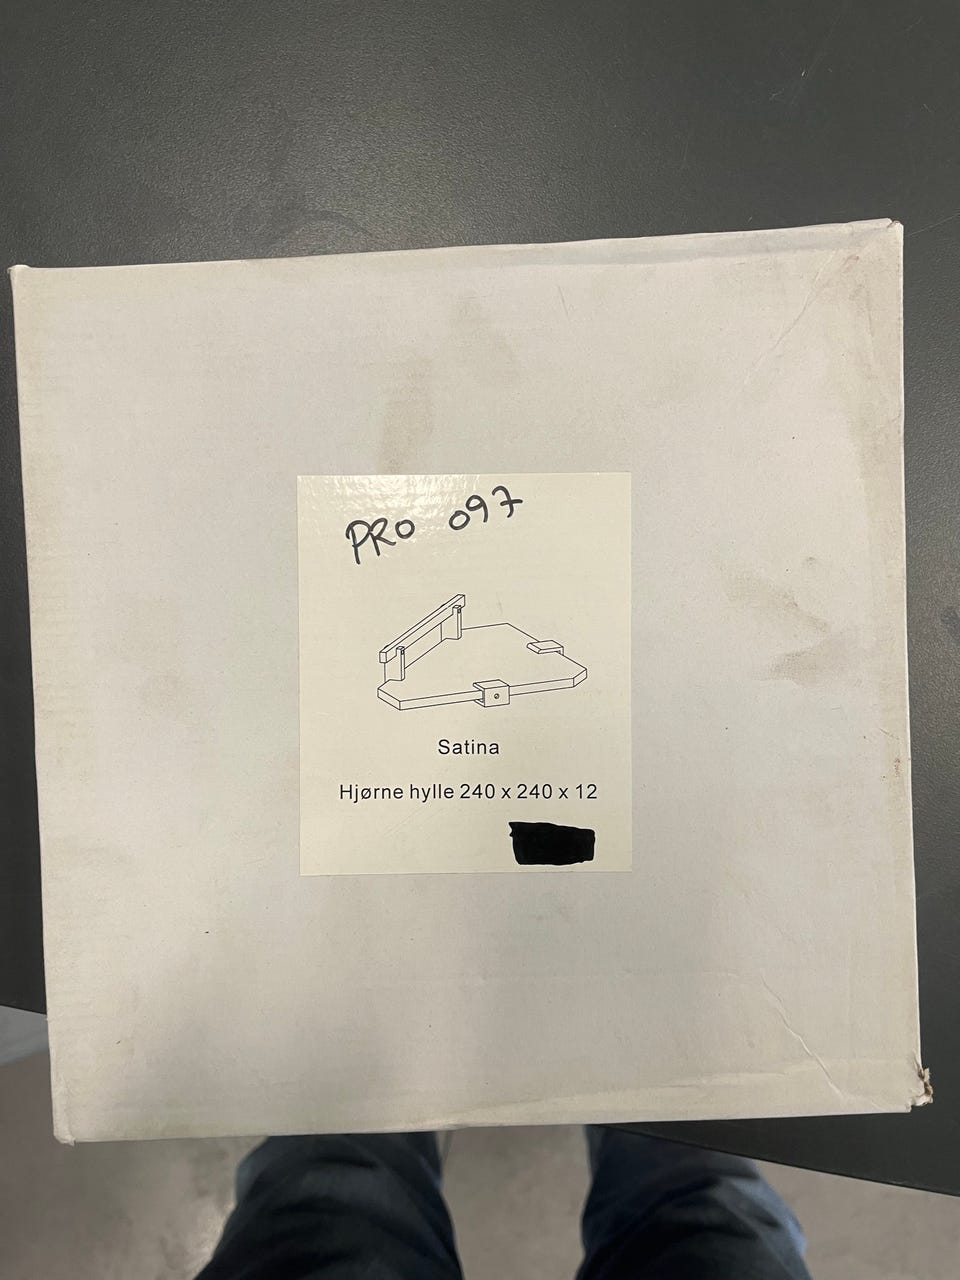 PRO 097
Satina
Hjørne hylle 240 x 240 x 12